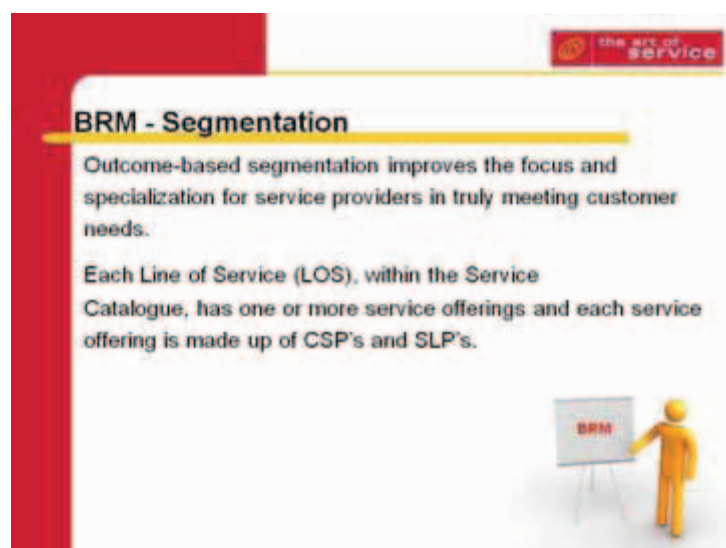 the art of
service
BRM - Segmentation
Outcome-based segmentation improves the focus and
specialization for service providers in truly meeting customer
needs.
Each Line of Service (LOS), within the Service
Catalogue, has one or more service offerings and each service
offering is made up of CSP's and SLP's.
BRM